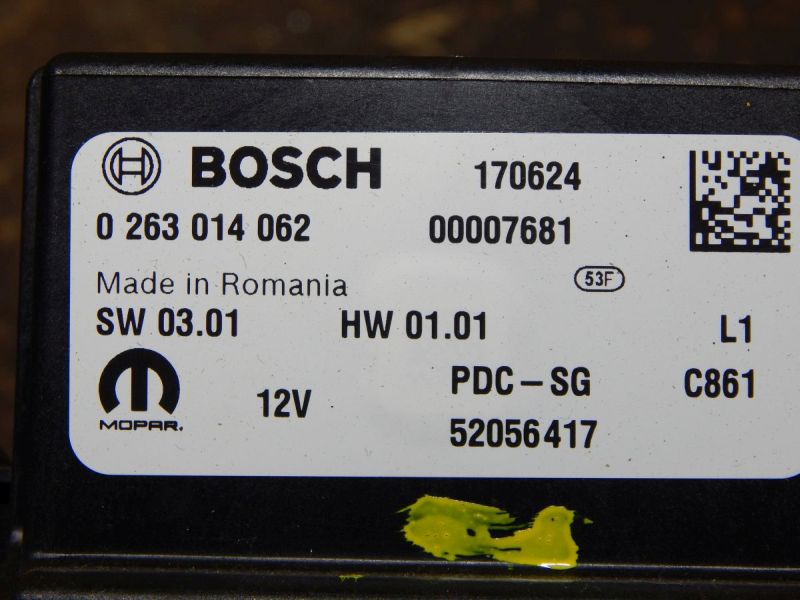 BOSCH 170624
0 263 014 062 00007681
Made in Romania 53F
SW 03.01 HW 01.01 L1
MOPAR. 12V PDC-SG C861
52056417